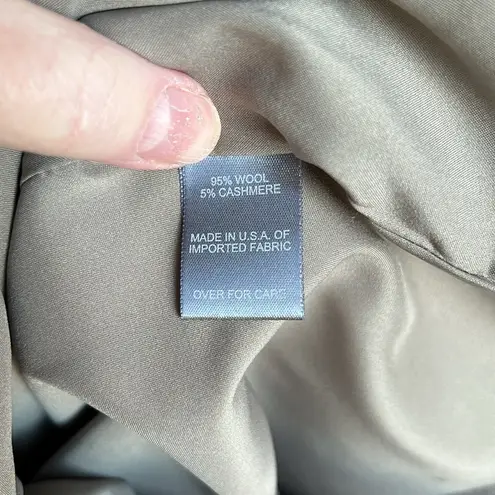 95% WOOL
5% CASHMERE
MADE IN U.S.A. OF
IMPORTED FABRIC
OVER FOR CARE